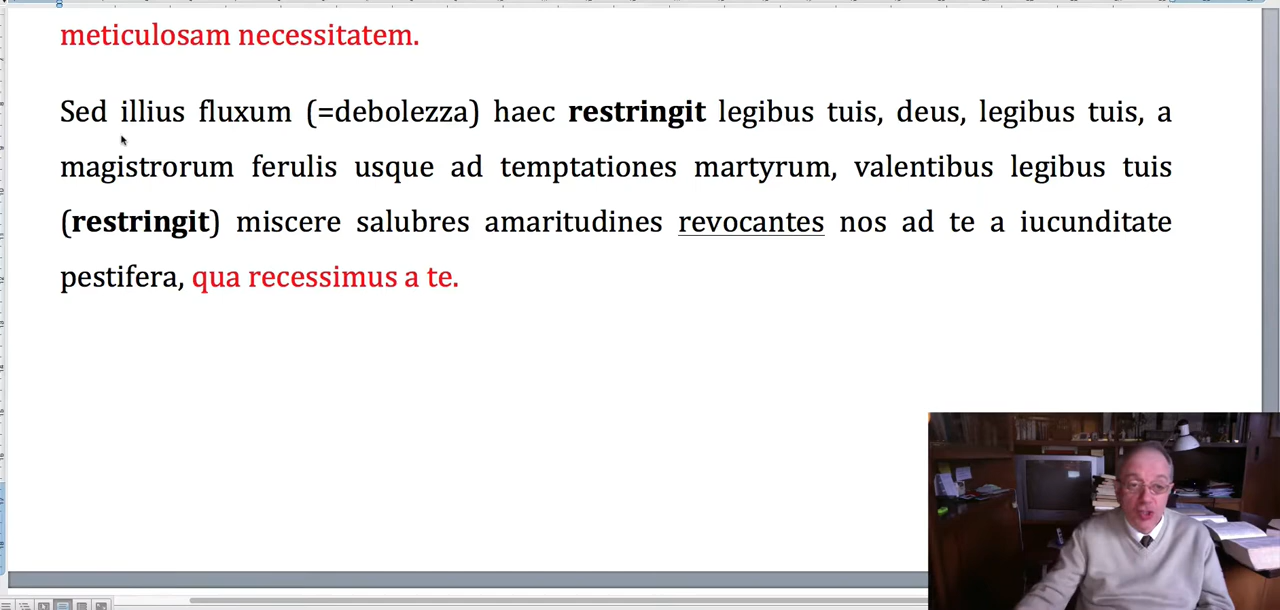 meticulosam necessitatem.
Sed illius fluxum (=debolezza) haec restringit legibus tuis, deus, legibus tuis, a
magistrorum ferulis usque ad temptationes martyrum, valentibus legibus tuis
(restringit) miscere salubres amaritudines revocantes nos ad te a iucunditate
pestifera, qua recessimus a te.